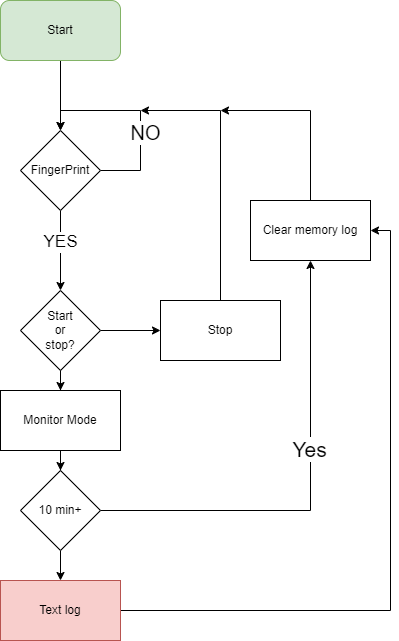 Start
NO
FingerPrint
YES
Clear memory log
Start
or
stop?
Stop
Monitor Mode
Yes
10 min+
Text log